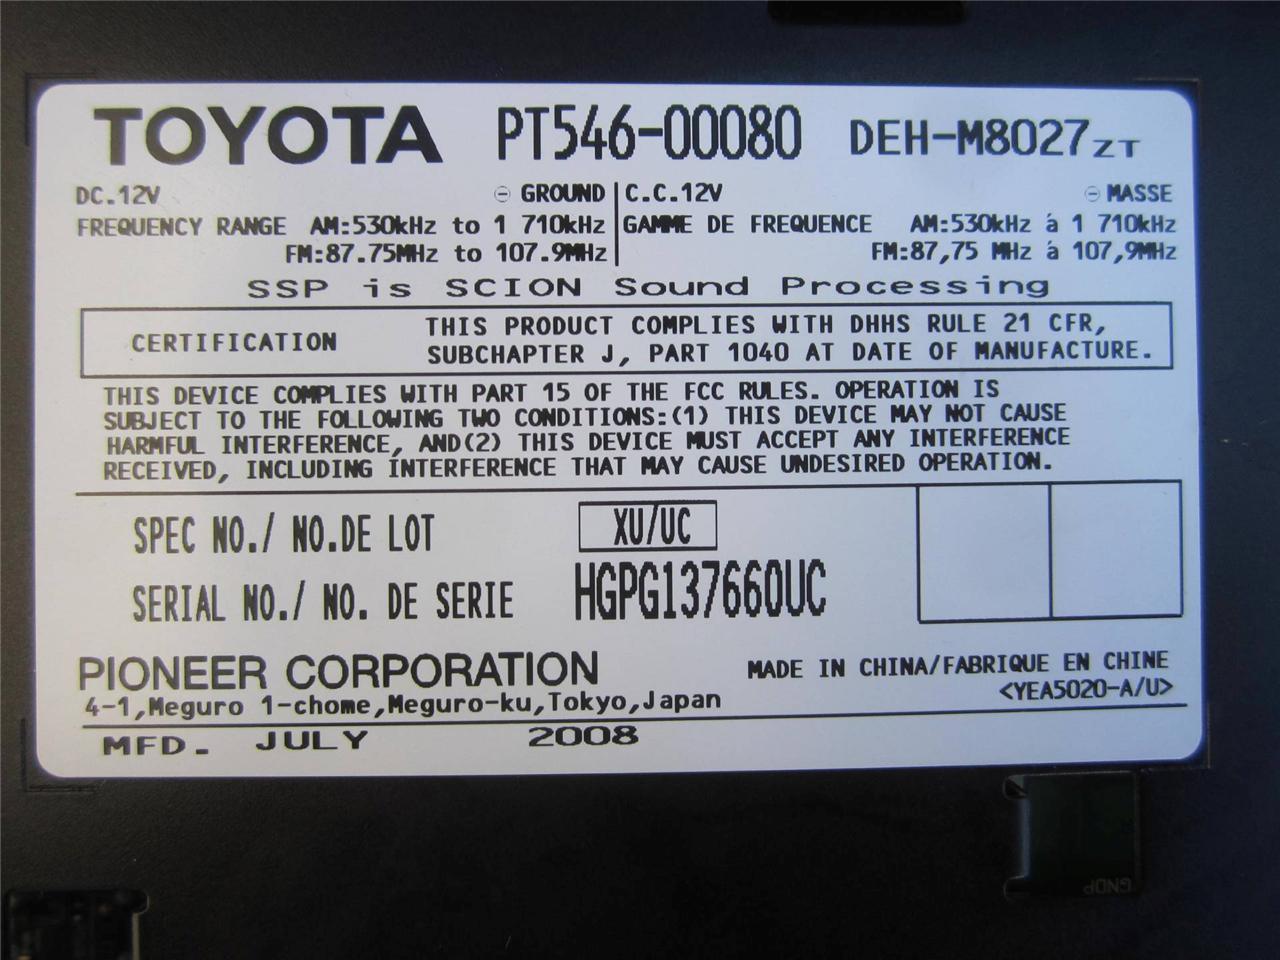 TOYOTA PT546-00080 DEH-M8027ZT
DC.12V ⊖ GROUND
FREQUENCY RANGE AM:530kHz to 1 710kHz
FM:87.75MHz to 107.9MHz
C.C.12V ⊖ MASSE
GAMME DE FREQUENCE AM:530kHz à 1 710kHz
FM:87,75 MHz à 107,9MHz
SSP is SCION Sound Processing
CERTIFICATION
THIS PRODUCT COMPLIES WITH DHHS RULE 21 CFR,
SUBCHAPTER J, PART 1040 AT DATE OF MANUFACTURE.
THIS DEVICE COMPLIES WITH PART 15 OF THE FCC RULES. OPERATION IS
SUBJECT TO THE FOLLOWING TWO CONDITIONS:(1) THIS DEVICE MAY NOT CAUSE
HARMFUL INTERFERENCE, AND(2) THIS DEVICE MUST ACCEPT ANY INTERFERENCE
RECEIVED, INCLUDING INTERFERENCE THAT MAY CAUSE UNDESIRED OPERATION.
SPEC NO./ NO.DE LOT XU/UC
SERIAL NO./ NO. DE SERIE HGPG137660UC
PIONEER CORPORATION
4-1,Meguro 1-chome,Meguro-ku,Tokyo,Japan
MADE IN CHINA/FABRIQUE EN CHINE
<YEA5020-A/U>
MFD. JULY 2008
GNDP